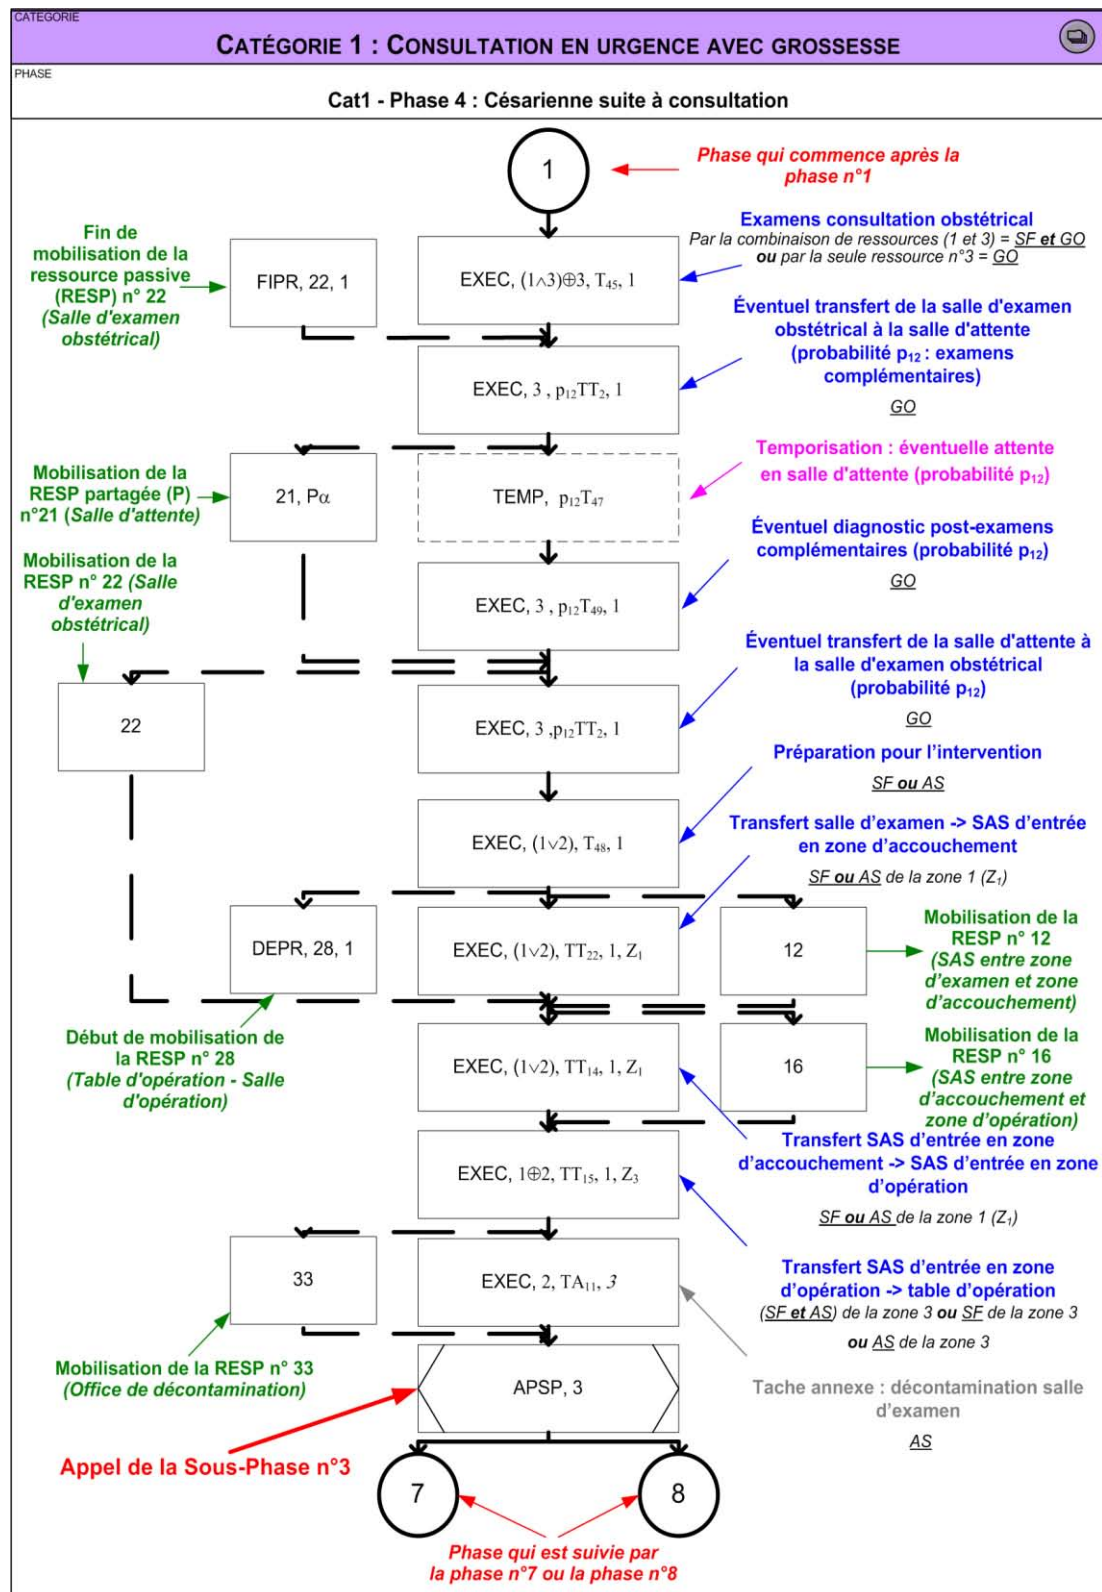 CATEGORIE
CATÉGORIE 1 : CONSULTATION EN URGENCE AVEC GROSSESSE
PHASE
Cat1 - Phase 4 : Césarienne suite à consultation
1
Phase qui commence après la
phase n°1
Fin de
mobilisation de la
ressource passive
(RESP) n° 22
(Salle d'examen
obstétrical)
FIPR, 22, 1
EXEC, (1∧3)⊕3, T45, 1
Examens consultation obstétrical
Par la combinaison de ressources (1 et 3) = SF et GO
ou par la seule ressource n°3 = GO
EXEC, 3 , p12TT2, 1
Éventuel transfert de la salle d'examen
obstétrical à la salle d'attente
(probabilité p12 : examens
complémentaires)
GO
Mobilisation de la
RESP partagée (P)
n°21 (Salle d'attente)
21, Pα
TEMP, p12T47
Temporisation : éventuelle attente
en salle d'attente (probabilité p12)
Mobilisation de la
RESP n° 22 (Salle
d'examen
obstétrical)
EXEC, 3 , p12T49, 1
Éventuel diagnostic post-examens
complémentaires (probabilité p12)
GO
22
EXEC, 3 ,p12TT2, 1
Éventuel transfert de la salle d'attente à
la salle d'examen obstétrical
(probabilité p12)
GO
EXEC, (1∨2), T48, 1
Préparation pour l'intervention
SF ou AS
DEPR, 28, 1
EXEC, (1∨2), TT22, 1, Z1
12
Transfert salle d'examen -> SAS d'entrée
en zone d'accouchement
SF ou AS de la zone 1 (Z1)
Mobilisation de la
RESP n° 12
(SAS entre zone
d'examen et zone
d'accouchement)
Début de mobilisation de
la RESP n° 28
(Table d'opération - Salle
d'opération)
EXEC, (1∨2), TT14, 1, Z1
16
Mobilisation de la
RESP n° 16
(SAS entre zone
d'accouchement et
zone d'opération)
EXEC, 1⊕2, TT15, 1, Z3
Transfert SAS d'entrée en zone
d'accouchement -> SAS d'entrée en zone
d'opération
SF ou AS de la zone 1 (Z1)
33
EXEC, 2, TA11, 3
Transfert SAS d'entrée en zone
d'opération -> table d'opération
(SF et AS) de la zone 3 ou SF de la zone 3
ou AS de la zone 3
Mobilisation de la RESP n° 33
(Office de décontamination)
APSP, 3
Tache annexe : décontamination salle
d'examen
AS
Appel de la Sous-Phase n°3
7
8
Phase qui est suivie par
la phase n°7 ou la phase n°8